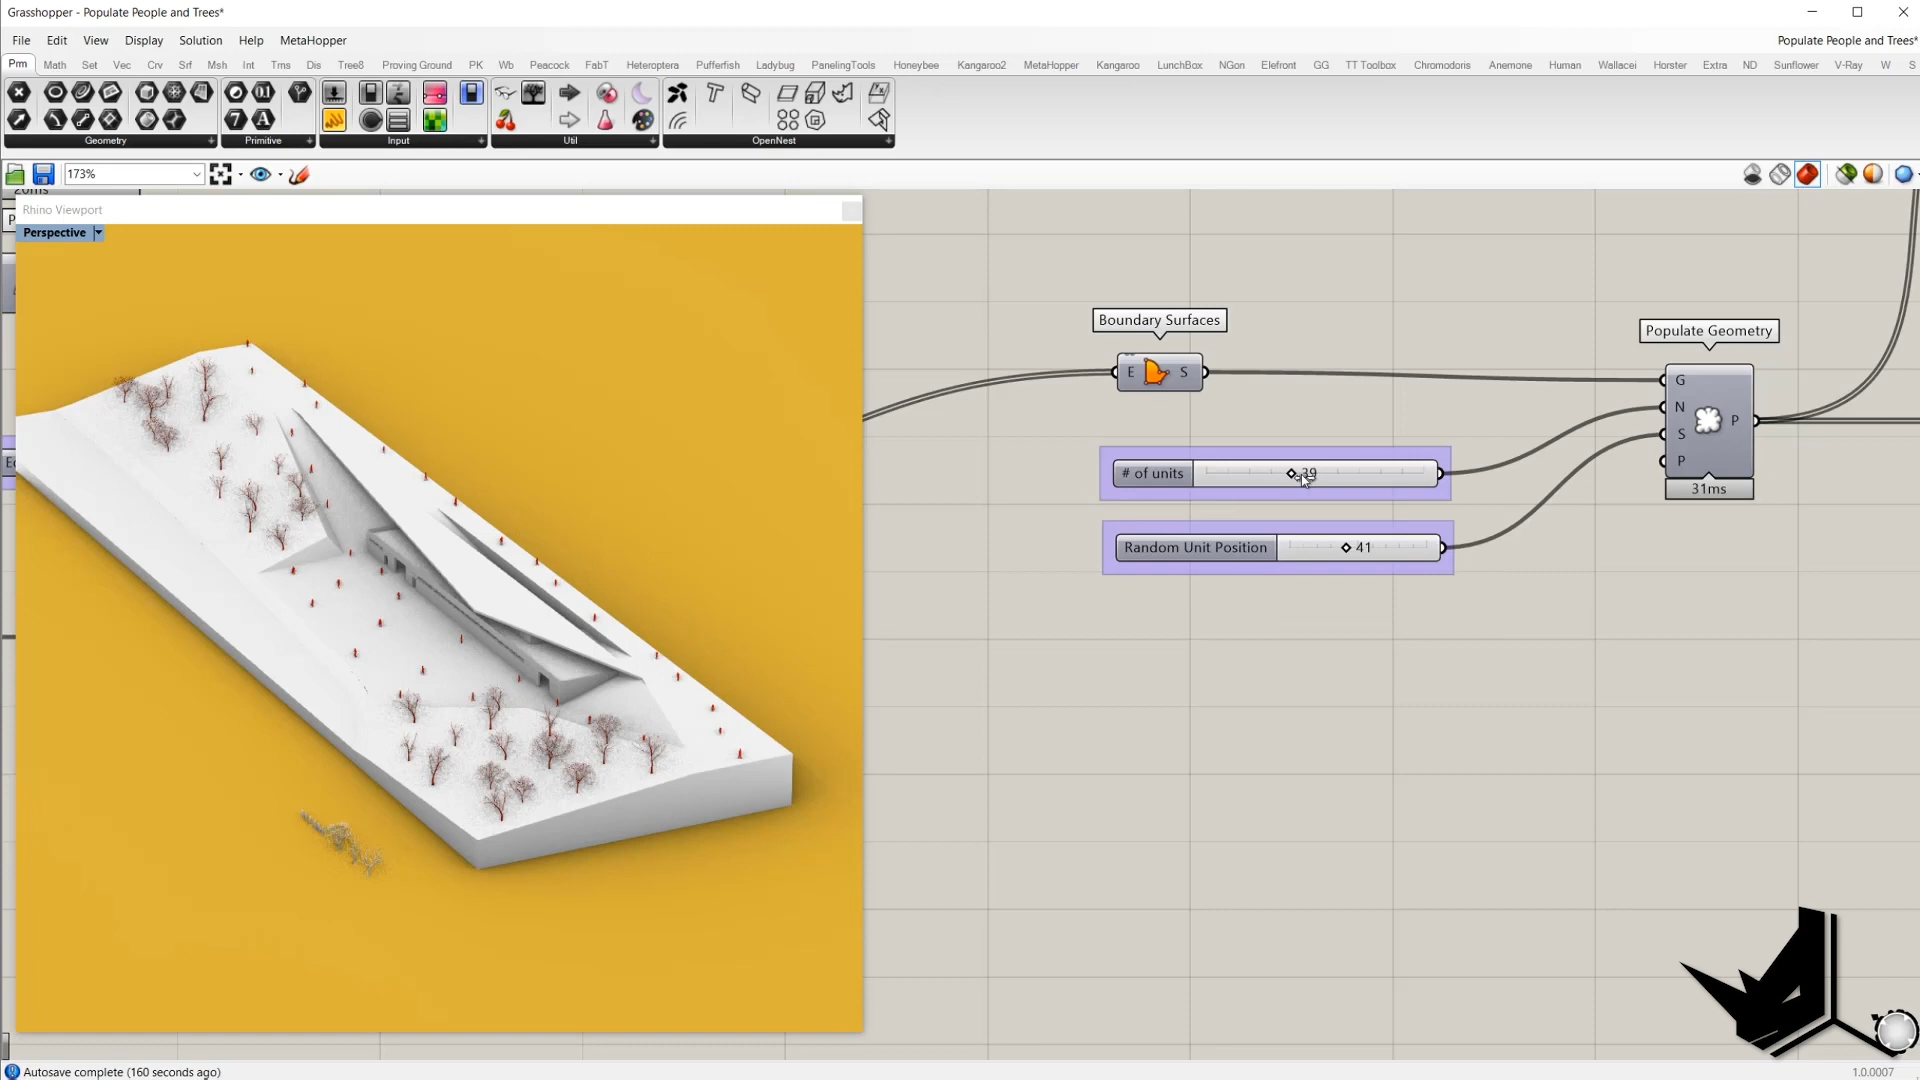 Grasshopper - Populate People and Trees*
File Edit View Display Solution Help MetaHopper Populate People and Trees*
Prm Math Set Vec Crv Srf Msh Int Trns Dis Tree8 Proving Ground PK Wb Peacock FabT Heteroptera Pufferfish Ladybug PanelingTools Honeybee Kangaroo2 MetaHopper Kangaroo LunchBox NGon Elefront GG TT Toolbox Chromodoris Anemone Human Wallacei Horster Extra ND Sunflower V-Ray W S
Geometry Primitive Input Util OpenNest
173%
20ms
Rhino Viewport
Perspective
Boundary Surfaces
E S
Populate Geometry
G
N
S
P
P
31ms
# of units 39
Random Unit Position 41
Autosave complete (160 seconds ago) 1.0.0007